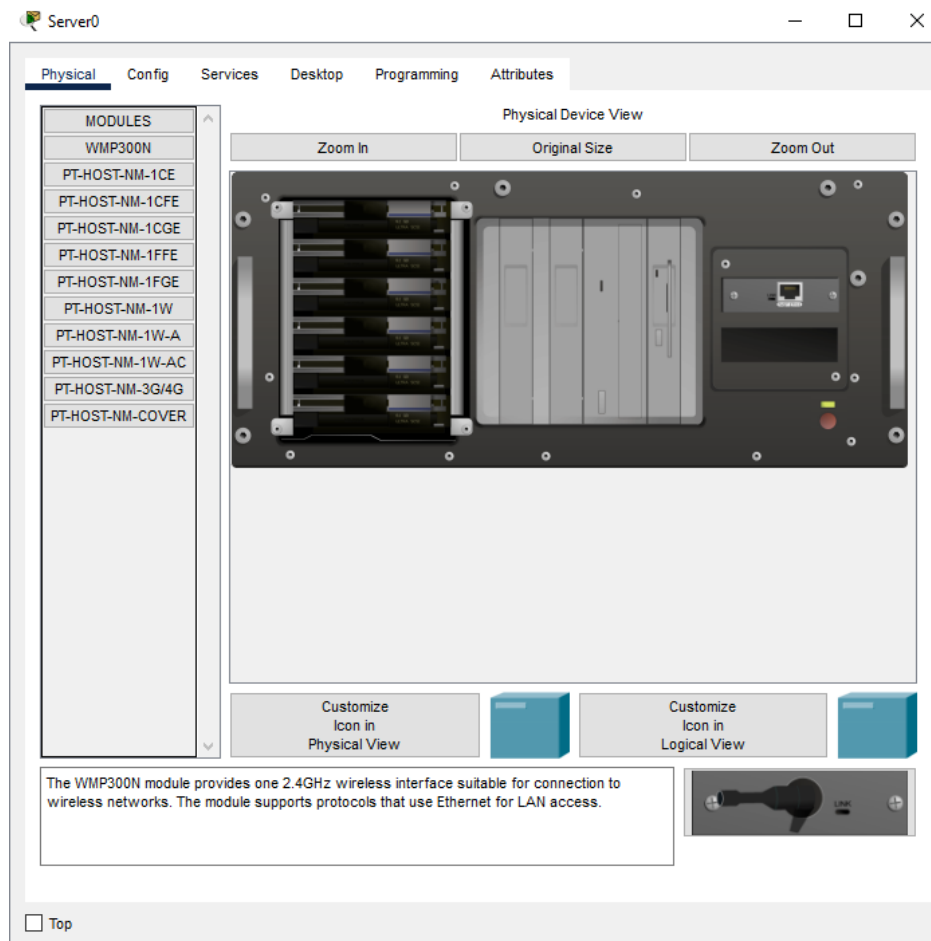 Server0
Physical Config Services Desktop Programming Attributes
MODULES
WMP300N
PT-HOST-NM-1CE
PT-HOST-NM-1CFE
PT-HOST-NM-1CGE
PT-HOST-NM-1FFE
PT-HOST-NM-1FGE
PT-HOST-NM-1W
PT-HOST-NM-1W-A
PT-HOST-NM-1W-AC
PT-HOST-NM-3G/4G
PT-HOST-NM-COVER
Physical Device View
Zoom In Original Size Zoom Out
Customize
Icon in
Physical View
Customize
Icon in
Logical View
The WMP300N module provides one 2.4GHz wireless interface suitable for connection to
wireless networks. The module supports protocols that use Ethernet for LAN access.
LINK
Top